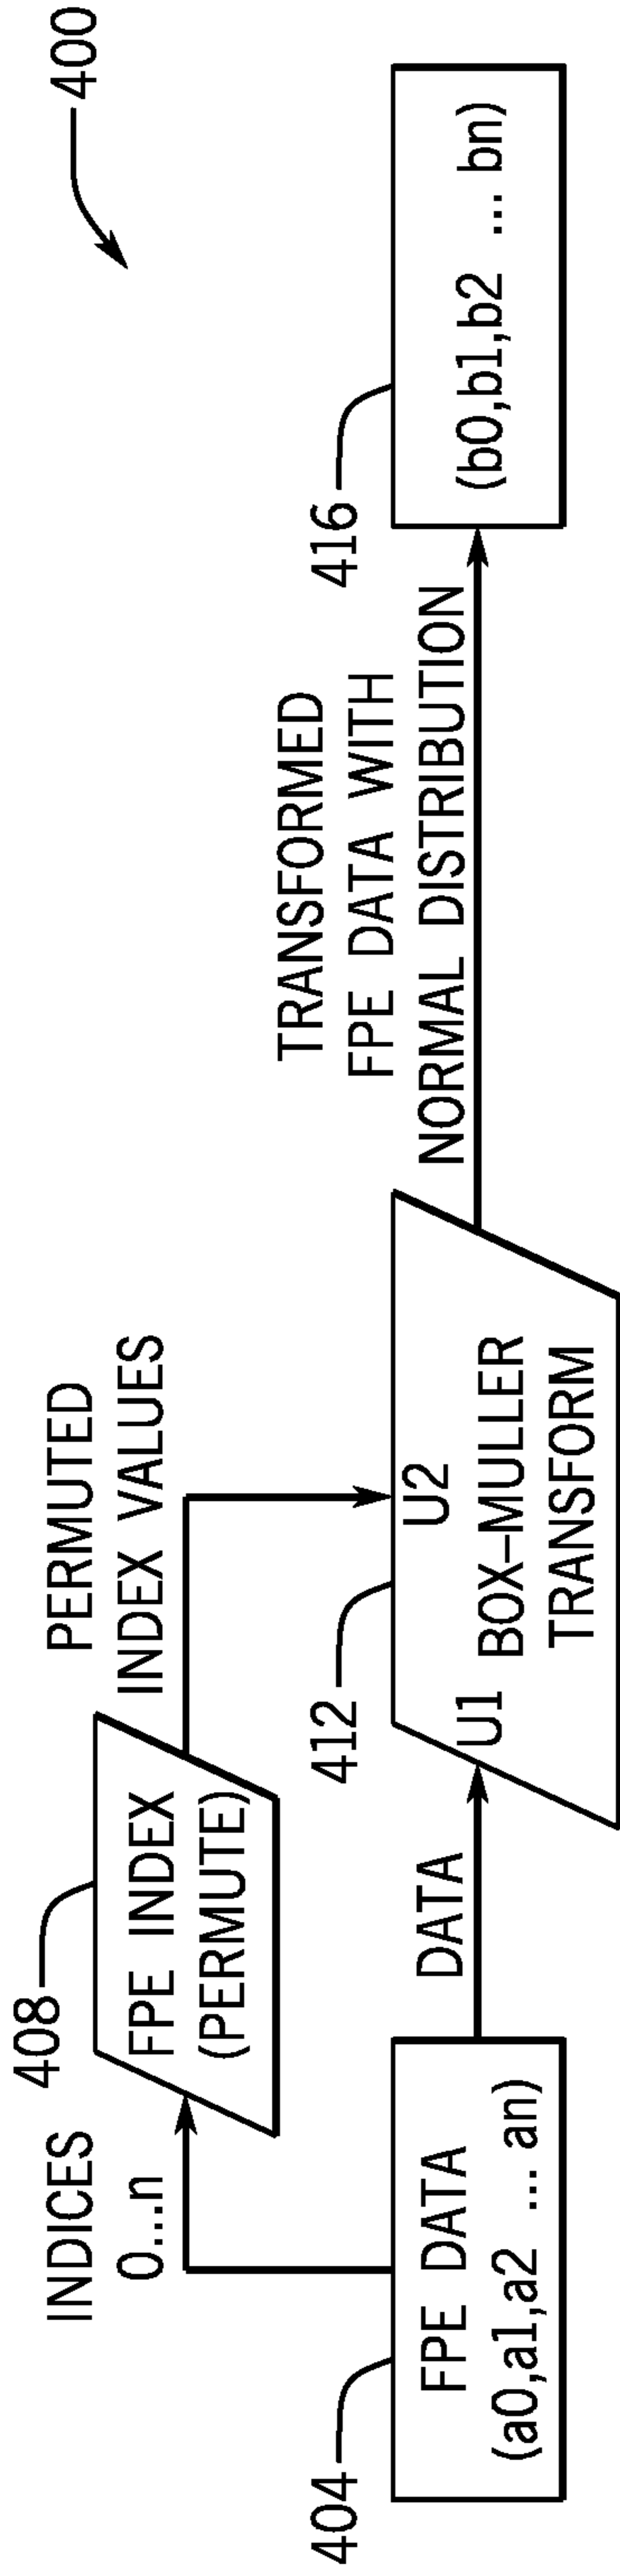 400
408
INDICES
0...n
FPE INDEX
(PERMUTE)
PERMUTED
INDEX VALUES
404
FPE DATA
(a0,a1,a2 ... an)
DATA
412
U1
U2
BOX-MULLER
TRANSFORM
TRANSFORMED
FPE DATA WITH
NORMAL DISTRIBUTION
416
(b0,b1,b2 ... bn)